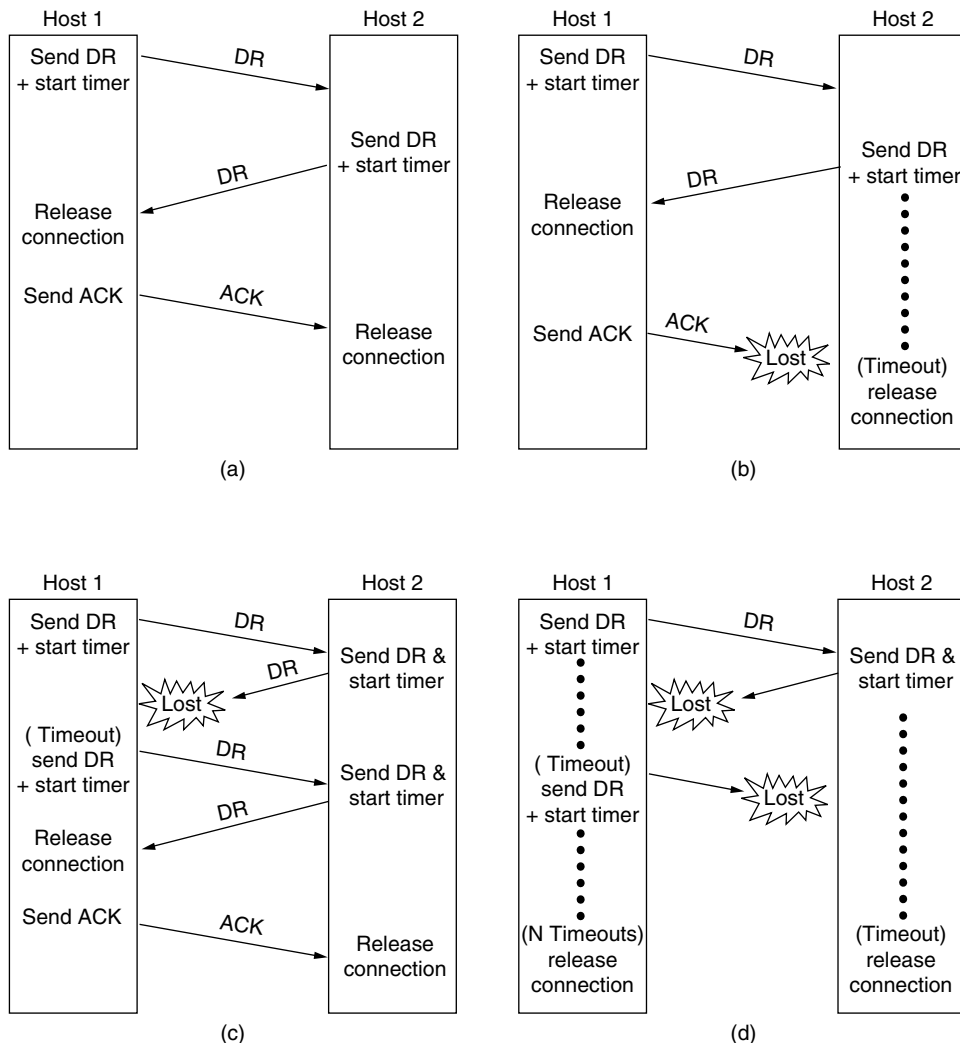 Host 1
Host 2
Send DR
+ start timer
DR
Send DR
+ start timer
DR
Release
connection
Send ACK
ACK
Release
connection
(a)
Host 1
Host 2
Send DR
+ start timer
DR
Send DR
+ start timer
DR
Release
connection
Send ACK
ACK
Lost
(Timeout)
release
connection
(b)
Host 1
Host 2
Send DR
+ start timer
DR
Send DR &
start timer
DR
Lost
( Timeout)
send DR
+ start timer
DR
Send DR &
start timer
DR
Release
connection
Send ACK
ACK
Release
connection
(c)
Host 1
Host 2
Send DR
+ start timer
DR
Send DR &
start timer
Lost
( Timeout)
send DR
+ start timer
Lost
(N Timeouts)
release
connection
(Timeout)
release
connection
(d)